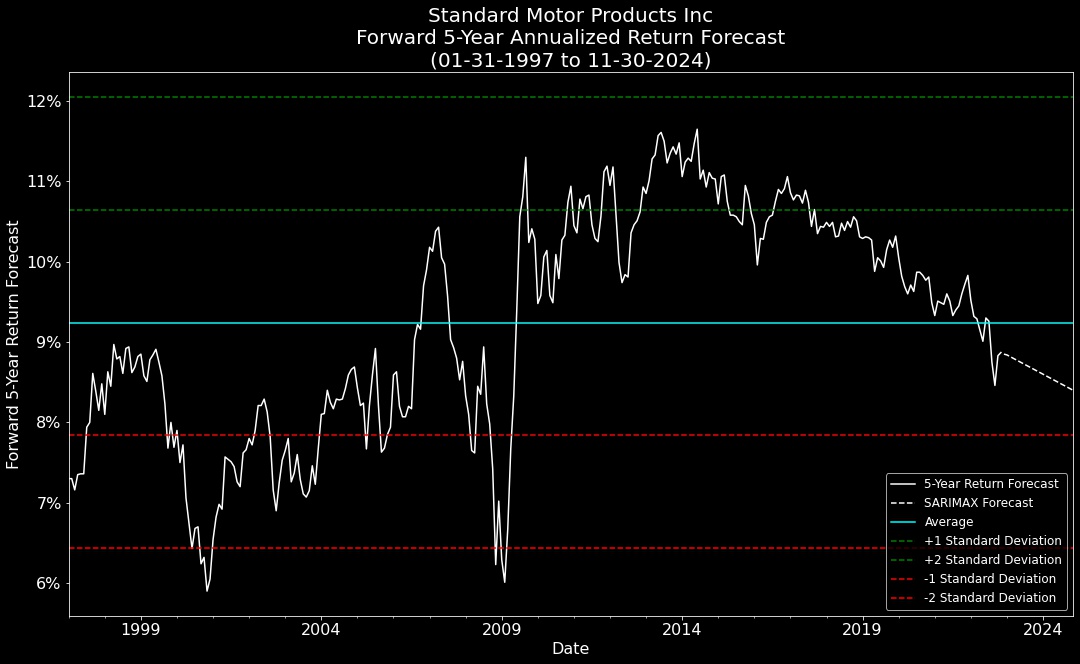 Standard Motor Products Inc
Forward 5-Year Annualized Return Forecast
(01-31-1997 to 11-30-2024)
Forward 5-Year Return Forecast
12%
11%
10%
9%
8%
7%
6%
5-Year Return Forecast
SARIMAX Forecast
Average
+1 Standard Deviation
+2 Standard Deviation
-1 Standard Deviation
-2 Standard Deviation
1999
2004
2009
2014
2019
2024
Date